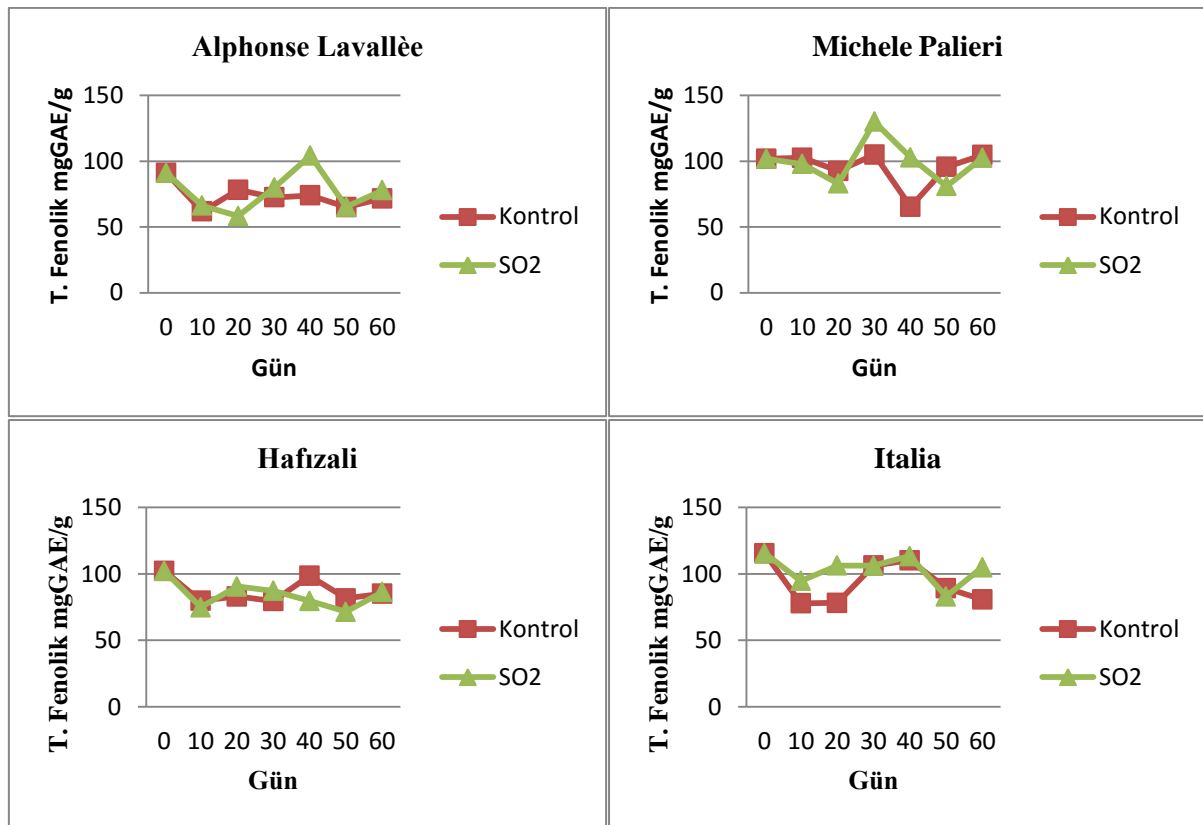 Alphonse Lavallèe
T. Fenolik mgGAE/g
150
100
50
0
0 10 20 30 40 50 60
Gün
Kontrol
SO2
Michele Palieri
T. Fenolik mgGAE/g
150
100
50
0
0 10 20 30 40 50 60
Gün
Kontrol
SO2
Hafızali
T. Fenolik mgGAE/g
150
100
50
0
0 10 20 30 40 50 60
Gün
Kontrol
SO2
Italia
T. Fenolik mgGAE/g
150
100
50
0
0 10 20 30 40 50 60
Gün
Kontrol
SO2